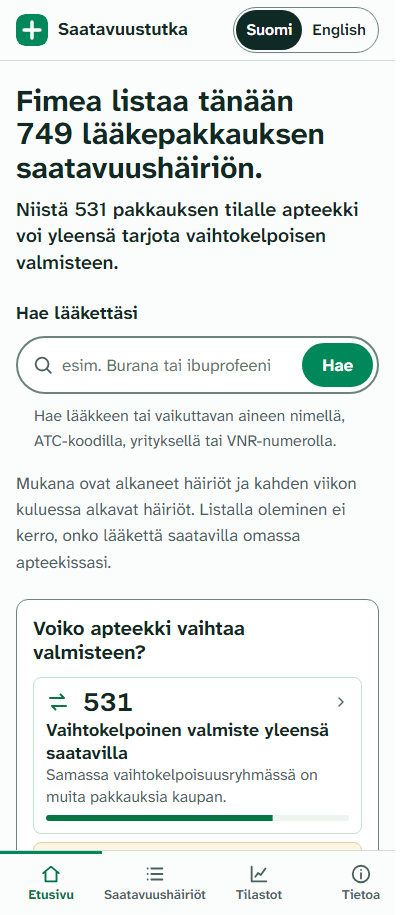 Saatavuustutka
Suomi
English
Fimea listaa tänään
749 lääkepakkauksen
saatavuushäiriön.
Niistä 531 pakkauksen tilalle apteekki
voi yleensä tarjota vaihtokelpoisen
valmisteen.
Hae lääkettäsi
esim. Burana tai ibuprofeeni
Hae
Hae lääkkeen tai vaikuttavan aineen nimellä,
ATC-koodilla, yrityksellä tai VNR-numerolla.
Mukana ovat alkaneet häiriöt ja kahden viikon
kuluessa alkavat häiriöt. Listalla oleminen ei
kerro, onko lääkettä saatavilla omassa
apteekissasi.
Voiko apteekki vaihtaa
valmisteen?
531
Vaihtokelpoinen valmiste yleensä
saatavilla
Samassa vaihtokelpoisuusryhmässä on
muita pakkauksia kaupan.
Etusivu
Saatavuushäiriöt
Tilastot
Tietoa